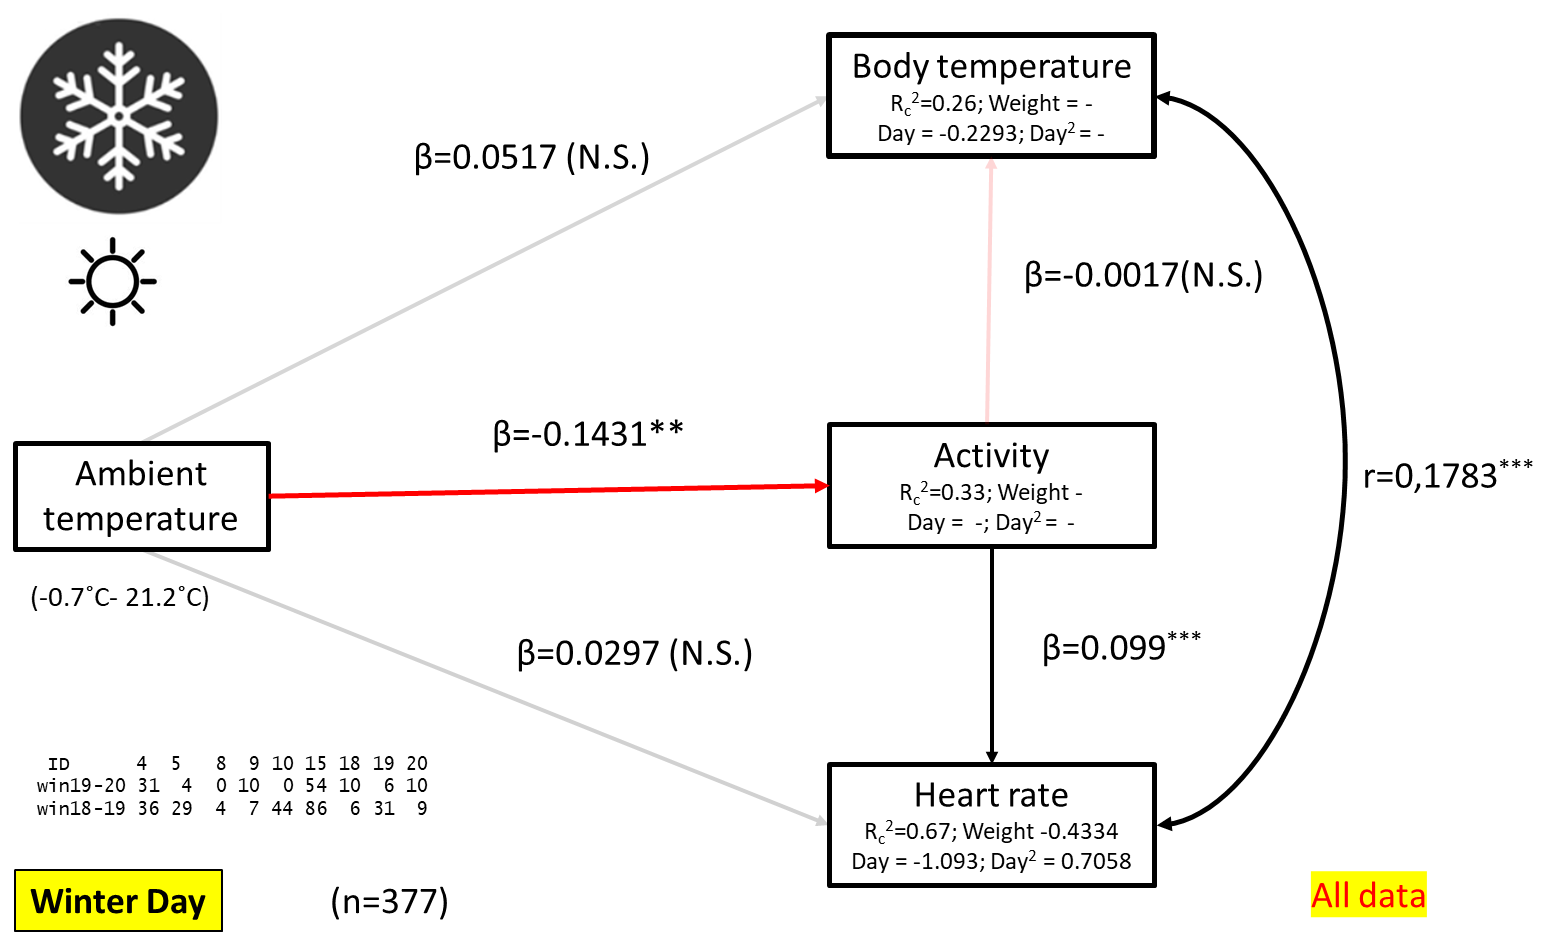 Body temperature
Rc²=0.26; Weight = -
Day = -0.2293; Day² = -
β=0.0517 (N.S.)
β=-0.0017(N.S.)
β=-0.1431**
Activity
Rc²=0.33; Weight -
Day = -; Day² = -
r=0,1783***
Ambient
temperature
(-0.7˚C- 21.2˚C)
β=0.0297 (N.S.)
β=0.099***
Heart rate
Rc²=0.67; Weight -0.4334
Day = -1.093; Day² = 0.7058
ID 4 5 8 9 10 15 18 19 20
win19-20 31 4 0 10 0 54 10 6 10
win18-19 36 29 4 7 44 86 6 31 9
Winter Day
(n=377)
All data